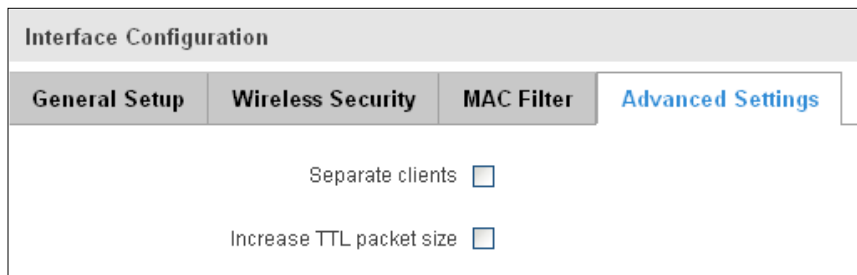 Interface Configuration
General Setup Wireless Security MAC Filter Advanced Settings
Separate clients
Increase TTL packet size